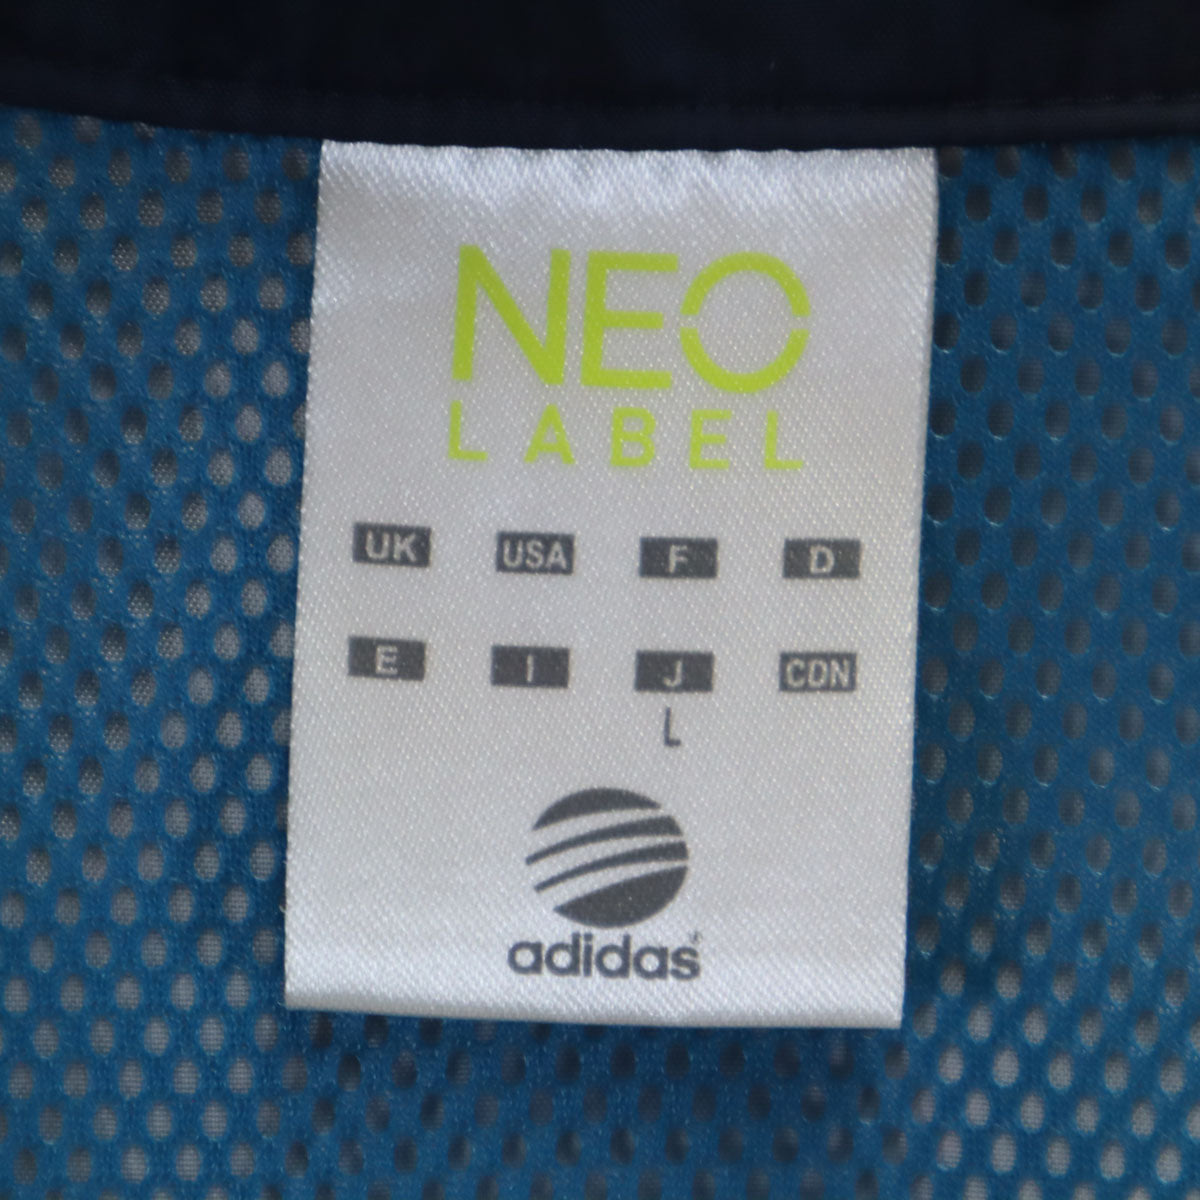 NEO
LABEL
UK USA F D
E I J CDN
L
adidas